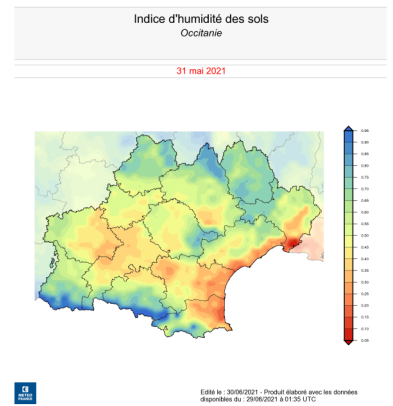 Indice d'humidité des sols
Occitanie
31 mai 2021
0.95
0.90
0.85
0.80
0.75
0.70
0.65
0.60
0.55
0.50
0.45
0.40
0.35
0.30
0.25
0.20
0.15
0.10
0.05
METEO
FRANCE
Edité le : 30/06/2021 - Produit élaboré avec les données
disponibles du : 29/06/2021 à 01:35 UTC